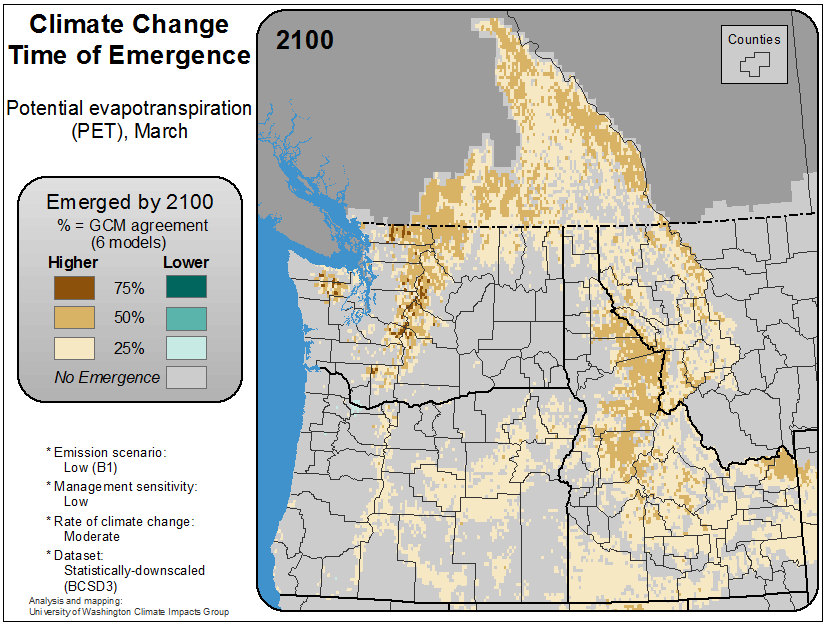 Climate Change
Time of Emergence
Potential evapotranspiration
(PET), March
Emerged by 2100
% = GCM agreement
(6 models)
Higher Lower
75%
50%
25%
No Emergence
* Emission scenario:
Low (B1)
* Management sensitivity:
Low
* Rate of climate change:
Moderate
* Dataset:
Statistically-downscaled
(BCSD3)
Analysis and mapping:
University of Washington Climate Impacts Group
2100
Counties